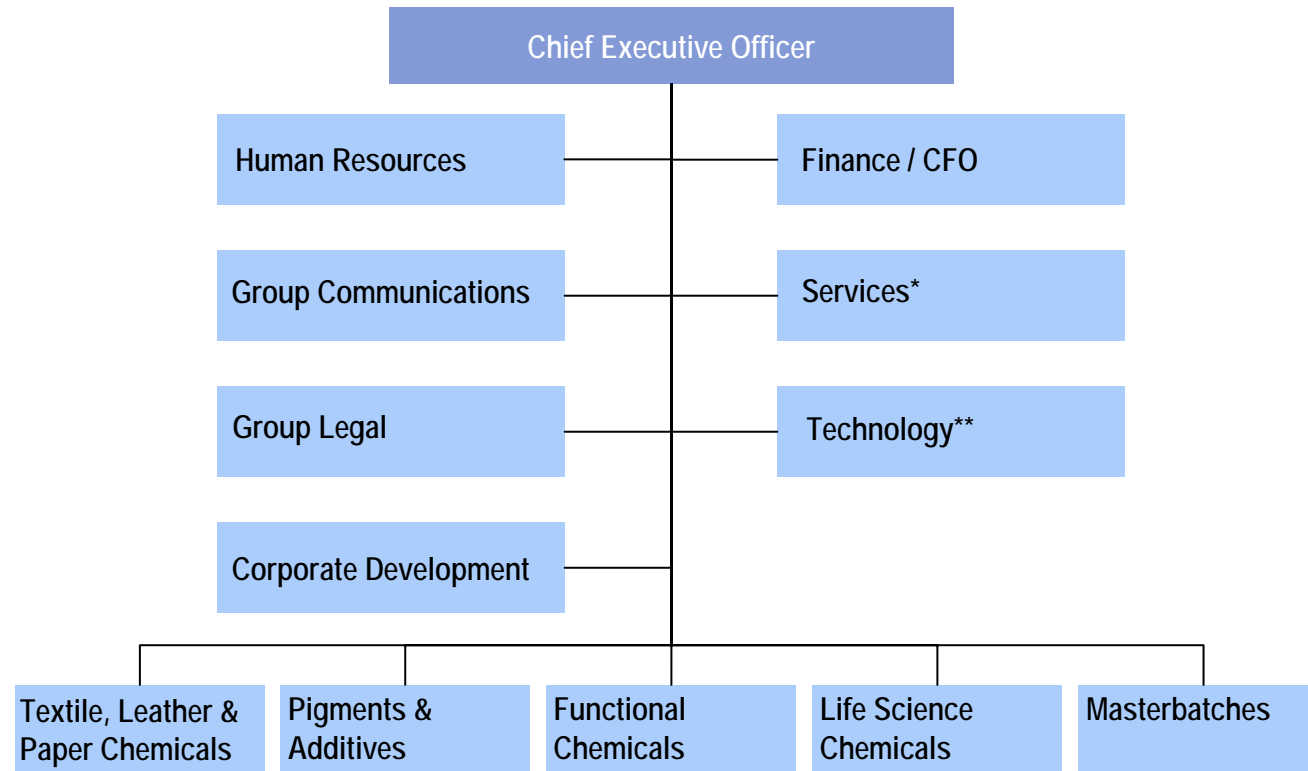 Chief Executive Officer
Human Resources
Finance / CFO
Group Communications
Services*
Group Legal
Technology**
Corporate Development
Textile, Leather &
Paper Chemicals
Pigments &
Additives
Functional
Chemicals
Life Science
Chemicals
Masterbatches